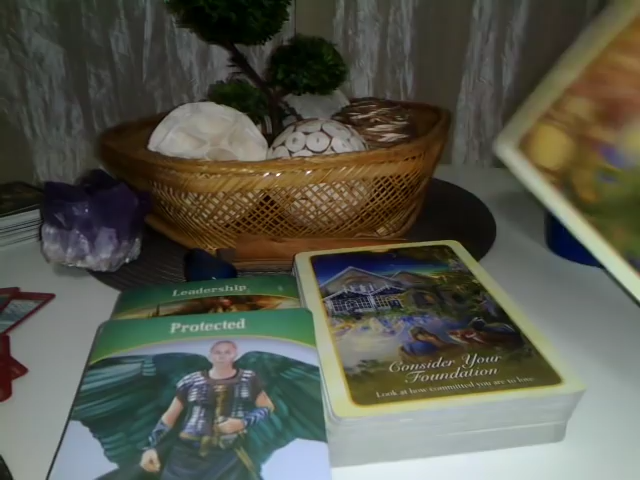 Leadership
Protected
Consider Your
Foundation
Look at how committed you are to love